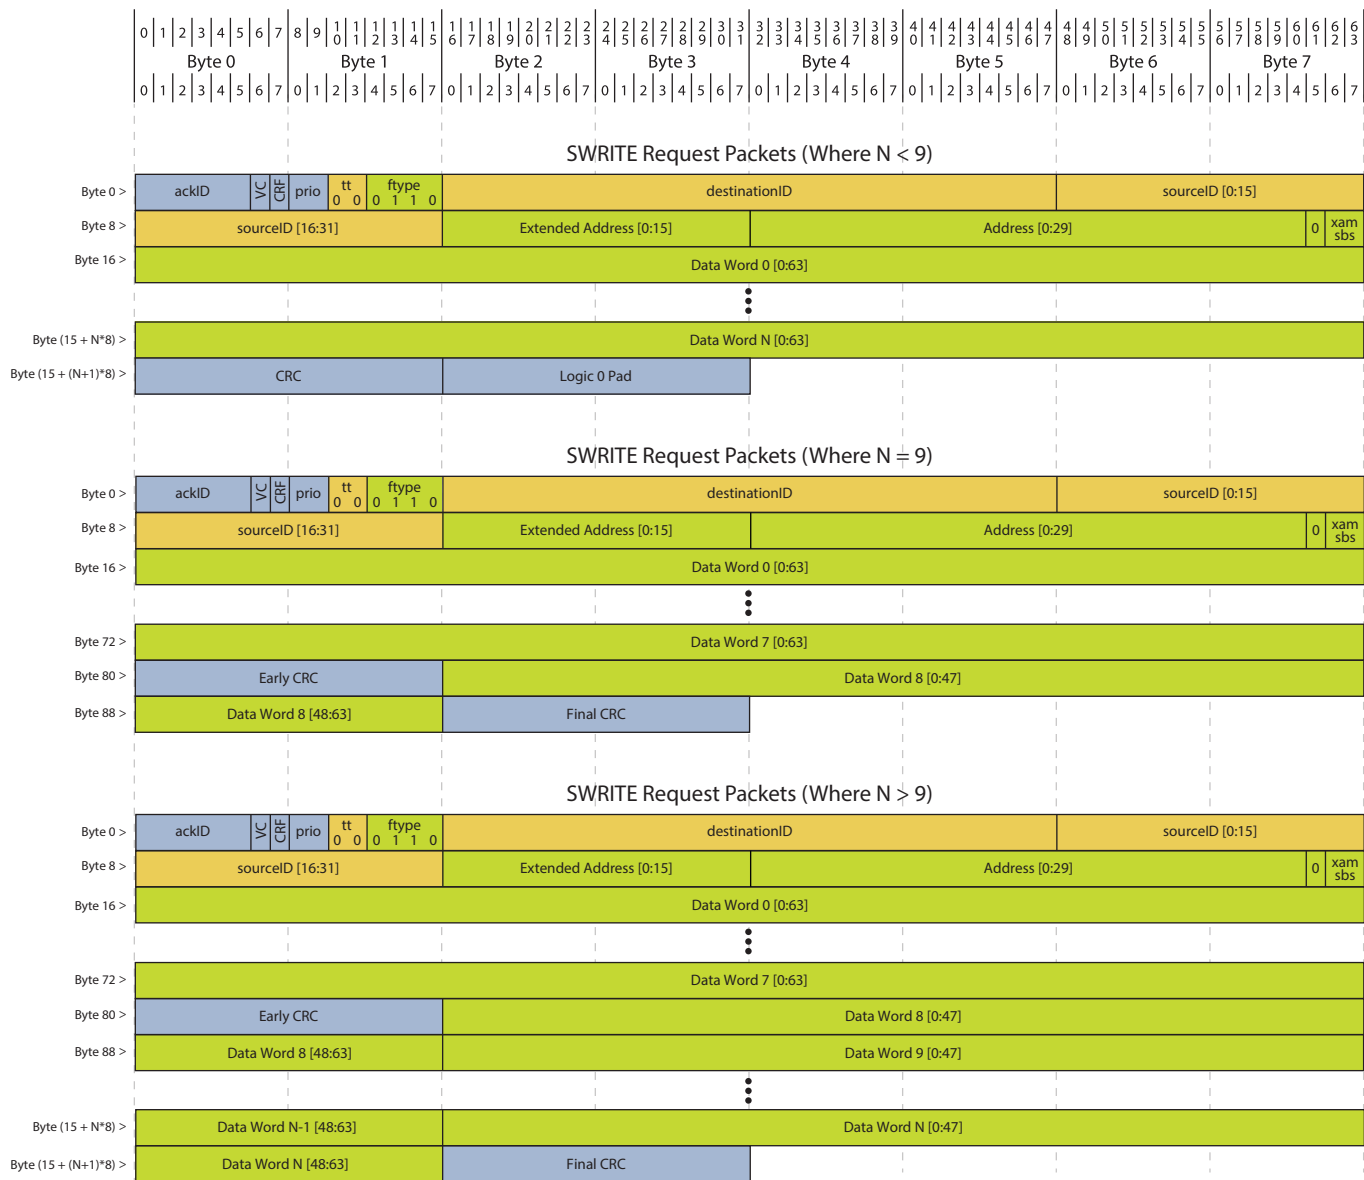 0 1 2 3 4 5 6 7 8 9 10 11 12 13 14 15 16 17 18 19 20 21 22 23 24 25 26 27 28 29 30 31 32 33 34 35 36 37 38 39 40 41 42 43 44 45 46 47 48 49 50 51 52 53 54 55 56 57 58 59 60 61 62 63
Byte 0 Byte 1 Byte 2 Byte 3 Byte 4 Byte 5 Byte 6 Byte 7
0 1 2 3 4 5 6 7 0 1 2 3 4 5 6 7 0 1 2 3 4 5 6 7 0 1 2 3 4 5 6 7 0 1 2 3 4 5 6 7 0 1 2 3 4 5 6 7 0 1 2 3 4 5 6 7 0 1 2 3 4 5 6 7
SWRITE Request Packets (Where N < 9)
Byte 0 > ackID VC CRF prio tt 0 0 ftype 0 1 1 0 destinationID sourceID [0:15]
Byte 8 > sourceID [16:31] Extended Address [0:15] Address [0:29] 0 xam sbs
Byte 16 > Data Word 0 [0:63]
Byte (15 + N*8) > Data Word N [0:63]
Byte (15 + (N+1)*8) > CRC Logic 0 Pad
SWRITE Request Packets (Where N = 9)
Byte 0 > ackID VC CRF prio tt 0 0 ftype 0 1 1 0 destinationID sourceID [0:15]
Byte 8 > sourceID [16:31] Extended Address [0:15] Address [0:29] 0 xam sbs
Byte 16 > Data Word 0 [0:63]
Byte 72 > Data Word 7 [0:63]
Byte 80 > Early CRC Data Word 8 [0:47]
Byte 88 > Data Word 8 [48:63] Final CRC
SWRITE Request Packets (Where N > 9)
Byte 0 > ackID VC CRF prio tt 0 0 ftype 0 1 1 0 destinationID sourceID [0:15]
Byte 8 > sourceID [16:31] Extended Address [0:15] Address [0:29] 0 xam sbs
Byte 16 > Data Word 0 [0:63]
Byte 72 > Data Word 7 [0:63]
Byte 80 > Early CRC Data Word 8 [0:47]
Byte 88 > Data Word 8 [48:63] Data Word 9 [0:47]
Byte (15 + N*8) > Data Word N-1 [48:63] Data Word N [0:47]
Byte (15 + (N+1)*8) > Data Word N [48:63] Final CRC